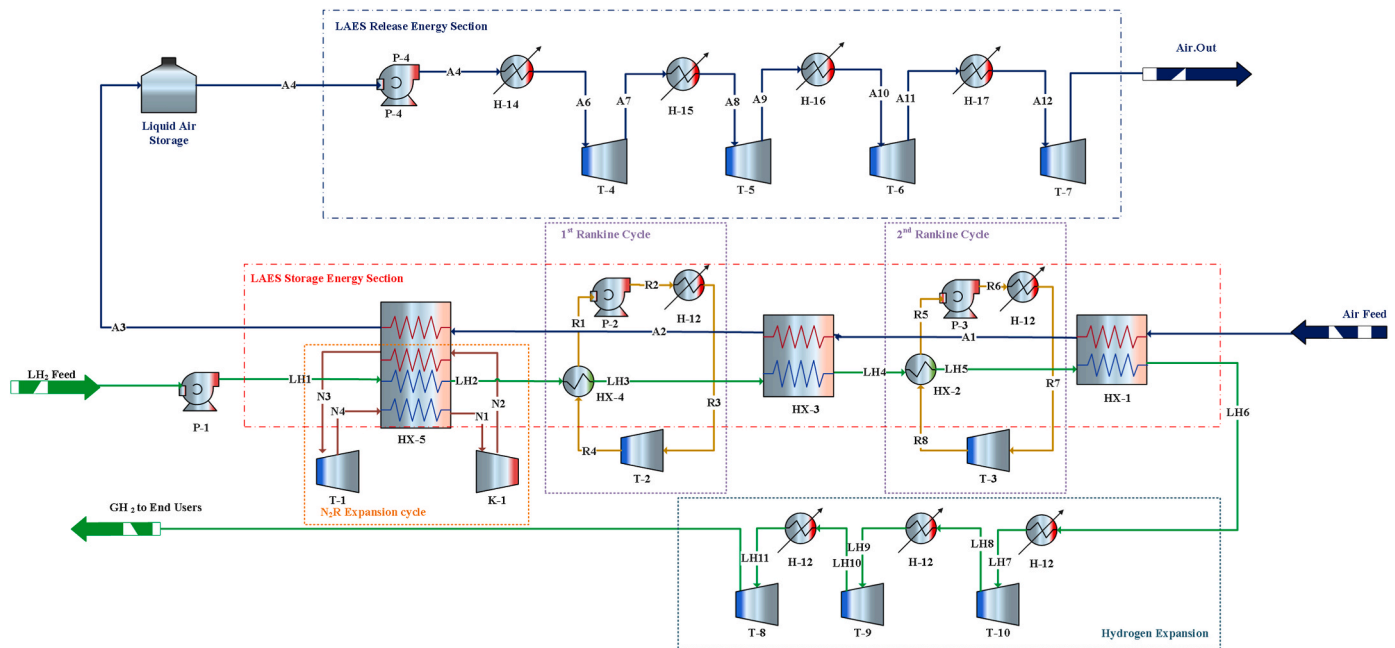 LAES Release Energy Section
Air.Out
P-4
A4
A4
P-4
H-14
A6
A7
H-15
A8
A9
H-16
A10
A11
H-17
A12
Liquid Air
Storage
T-4
T-5
T-6
T-7
1st Rankine Cycle
2nd Rankine Cycle
LAES Storage Energy Section
R2
R6
H-12
H-12
P-2
P-3
R1
R5
A3
A2
A1
Air Feed
LH2 Feed
LH1
LH2
LH3
LH4
LH5
LH6
N3
N4
N2
N1
HX-4
HX-2
R3
R7
P-1
HX-5
HX-3
HX-1
R4
R8
T-2
T-3
T-1
K-1
N2R Expansion cycle
GH 2 to End Users
LH11
H-12
LH9
LH10
H-12
LH8
LH7
H-12
T-8
T-9
T-10
Hydrogen Expansion